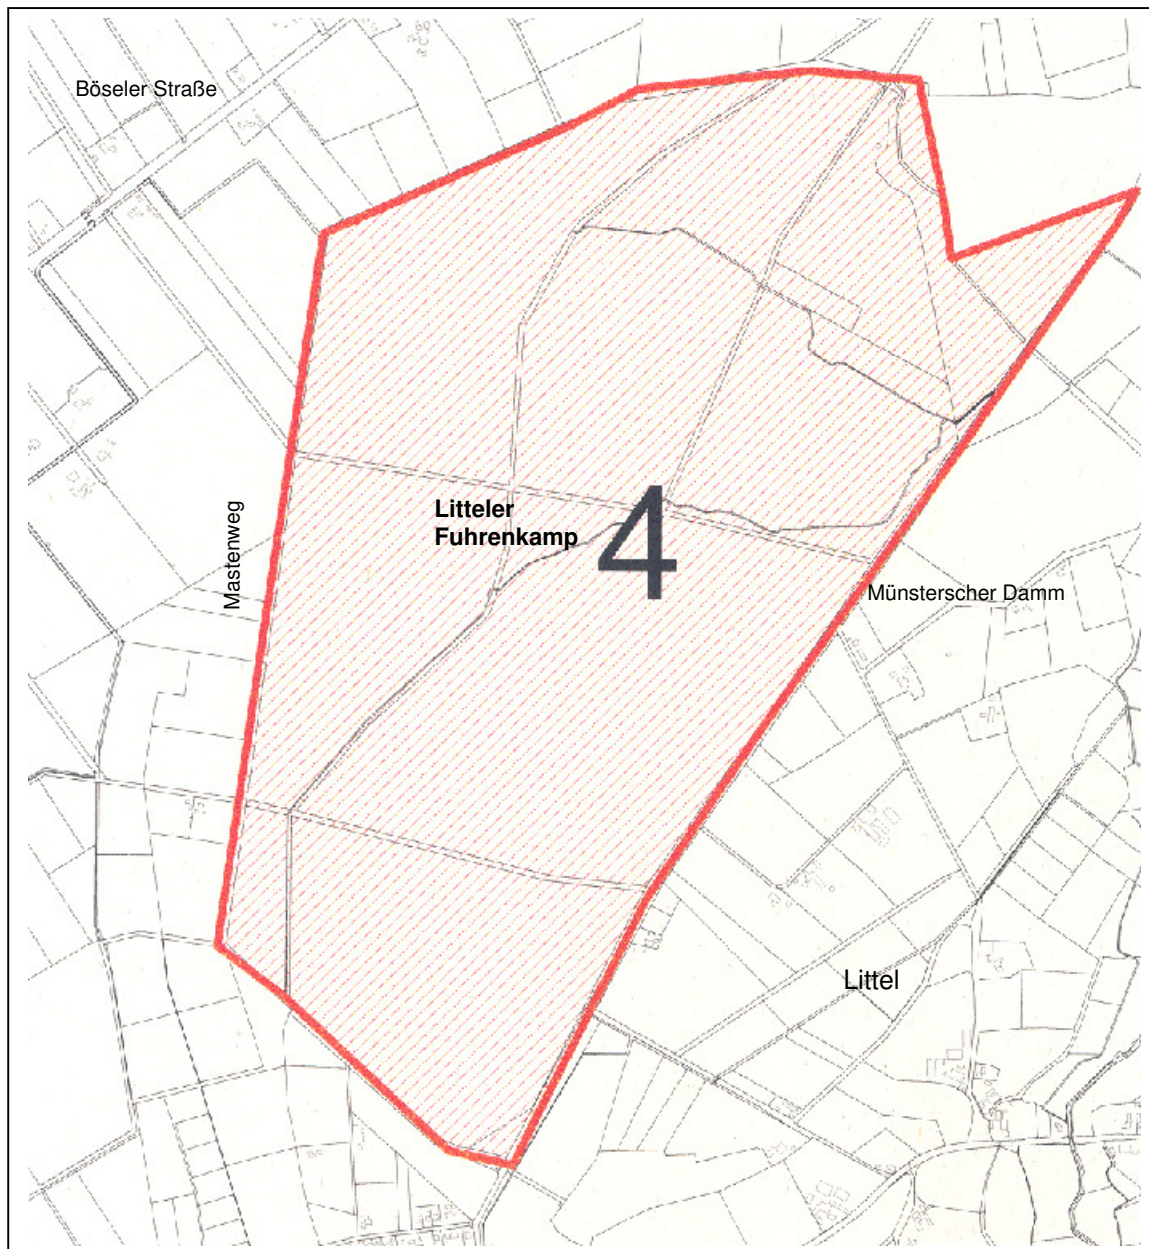 Böseler Straße
Mastenweg
Litteler
Fuhrenkamp
4
Münsterscher Damm
Littel